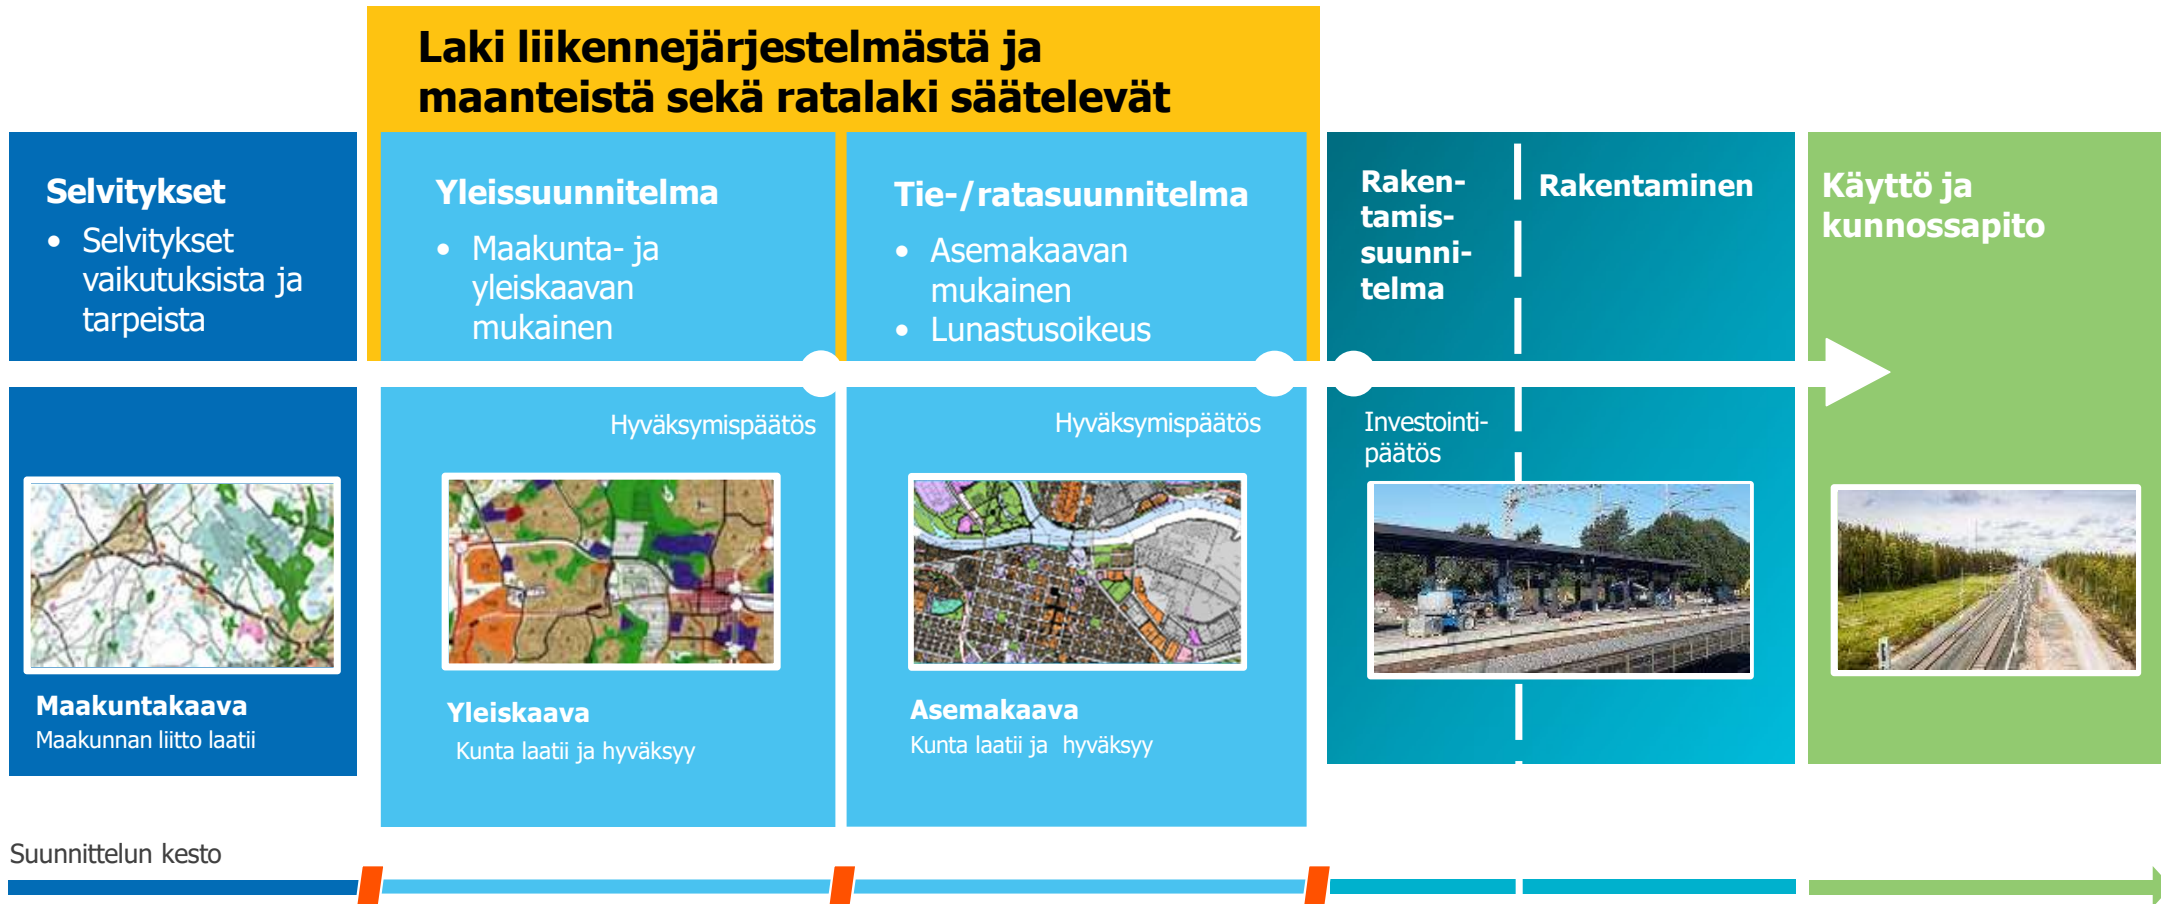 Laki liikennejärjestelmästä ja
maanteistä sekä ratalaki säätelevät
Selvitykset
• Selvitykset
vaikutuksista ja
tarpeista
Yleissuunnitelma
• Maakunta- ja
yleiskaavan
mukainen
Tie-/ratasuunnitelma
• Asemakaavan
mukainen
• Lunastusoikeus
Raken-
tamis-
suunni-
telma
Rakentaminen
Käyttö ja
kunnossapito
Hyväksymispäätös
Hyväksymispäätös
Investointi-
päätös
Maakuntakaava
Maakunnan liitto laatii
Yleiskaava
Kunta laatii ja hyväksyy
Asemakaava
Kunta laatii ja hyväksyy
Suunnittelun kesto